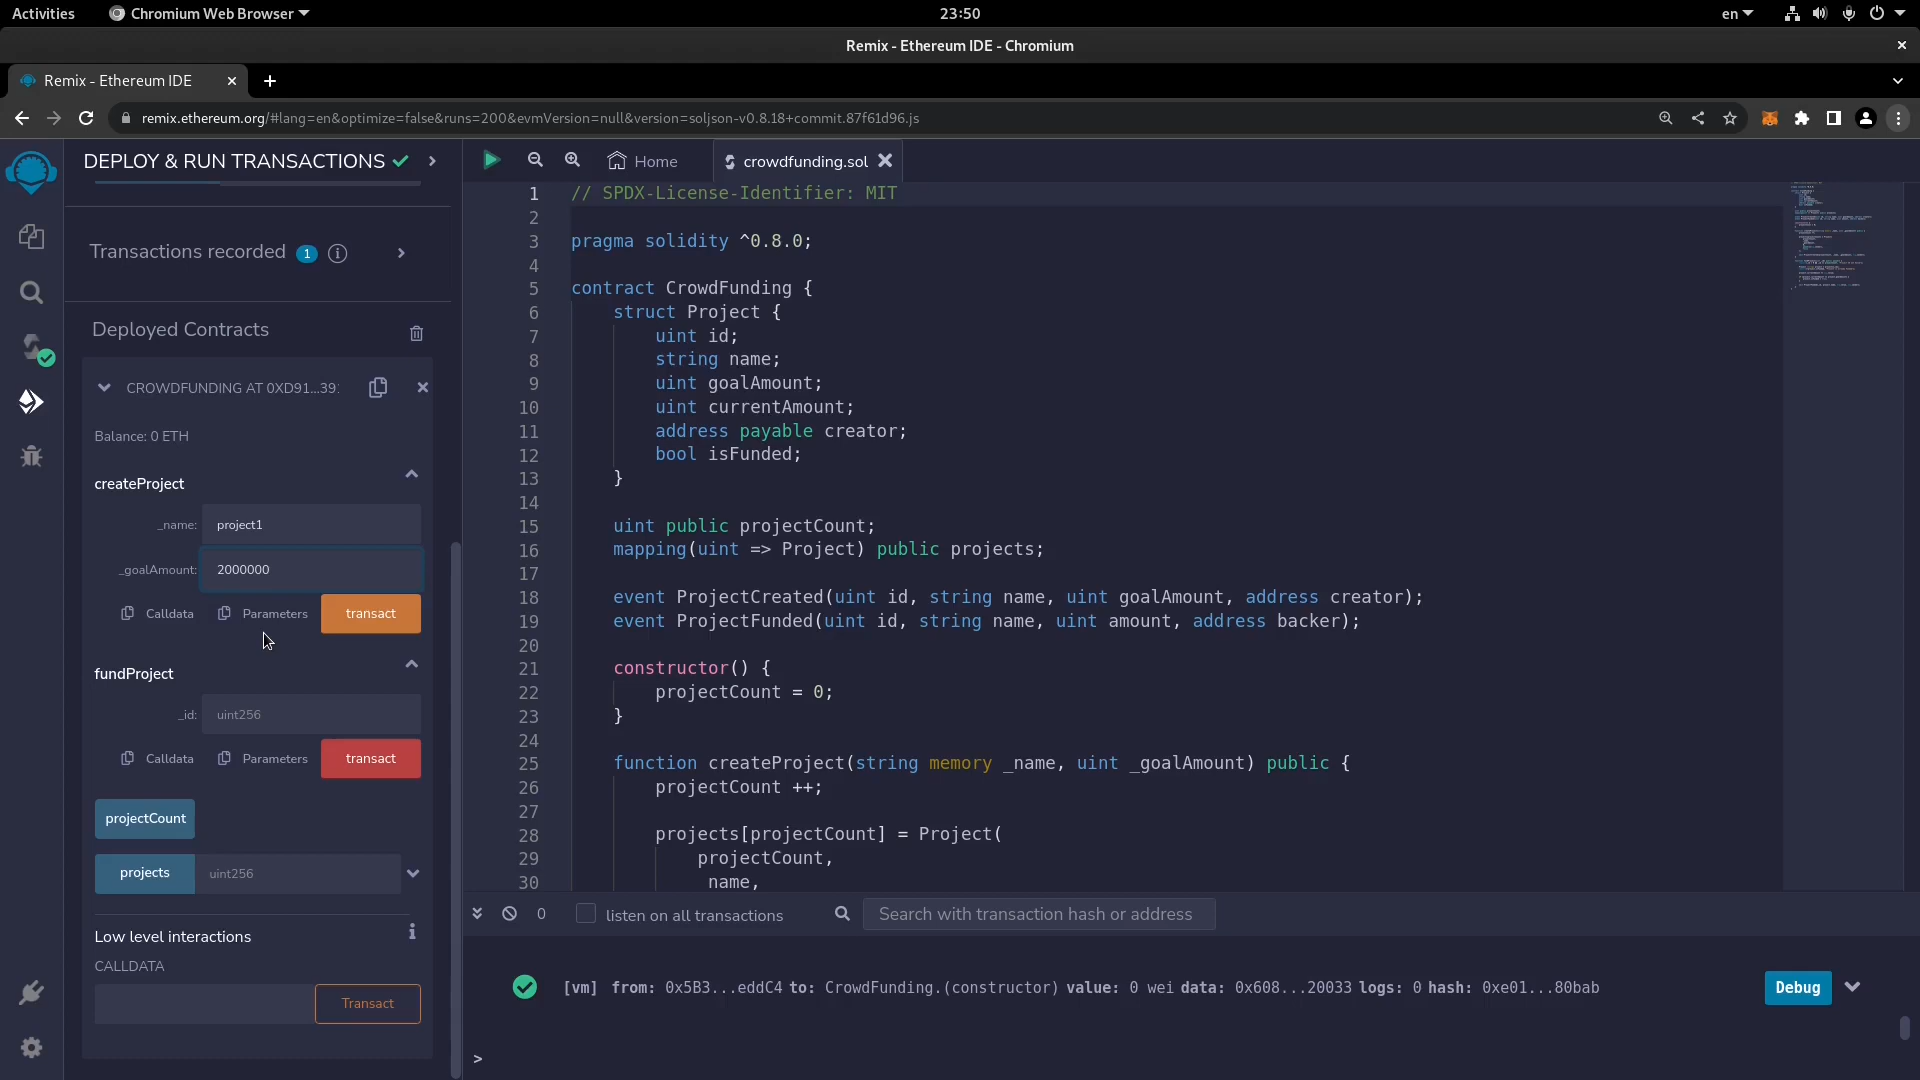 Activities
Chromium Web Browser
23:50
en
Remix - Ethereum IDE - Chromium
Remix - Ethereum IDE
remix.ethereum.org/#lang=en&optimize=false&runs=200&evmVersion=null&version=soljson-v0.8.18+commit.87f61d96.js
DEPLOY & RUN TRANSACTIONS
Transactions recorded 1 i
Deployed Contracts
CROWDFUNDING AT 0XD91...39
Balance: 0 ETH
createProject
_name: project1
_goalAmount: 2000000
Calldata Parameters transact
fundProject
_id: uint256
Calldata Parameters transact
projectCount
projects uint256
Low level interactions i
CALLDATA
Transact
Home
crowdfunding.sol
1 // SPDX-License-Identifier: MIT
2
3 pragma solidity ^0.8.0;
4
5 contract CrowdFunding {
6 struct Project {
7 uint id;
8 string name;
9 uint goalAmount;
10 uint currentAmount;
11 address payable creator;
12 bool isFunded;
13 }
14
15 uint public projectCount;
16 mapping(uint => Project) public projects;
17
18 event ProjectCreated(uint id, string name, uint goalAmount, address creator);
19 event ProjectFunded(uint id, string name, uint amount, address backer);
20
21 constructor() {
22 projectCount = 0;
23 }
24
25 function createProject(string memory _name, uint _goalAmount) public {
26 projectCount ++;
27
28 projects[projectCount] = Project(
29 projectCount,
30 name,
0 listen on all transactions Search with transaction hash or address
[vm] from: 0x5B3...eddC4 to: CrowdFunding.(constructor) value: 0 wei data: 0x608...20033 logs: 0 hash: 0xe01...80bab
Debug
>